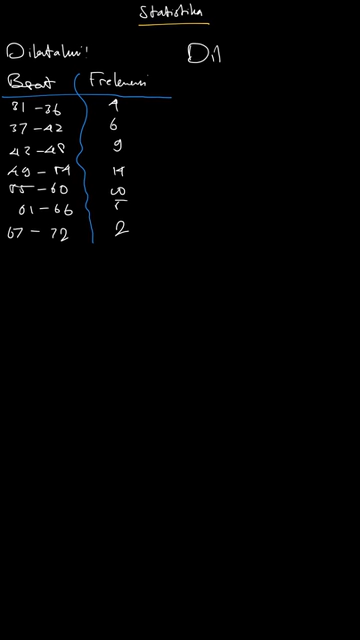 Statistika
Diketahui! Di
Berat Frekuensi
31 - 36 4
37 - 42 6
43 - 48 9
49 - 54 14
55 - 60 10
61 - 66 5
67 - 72 2